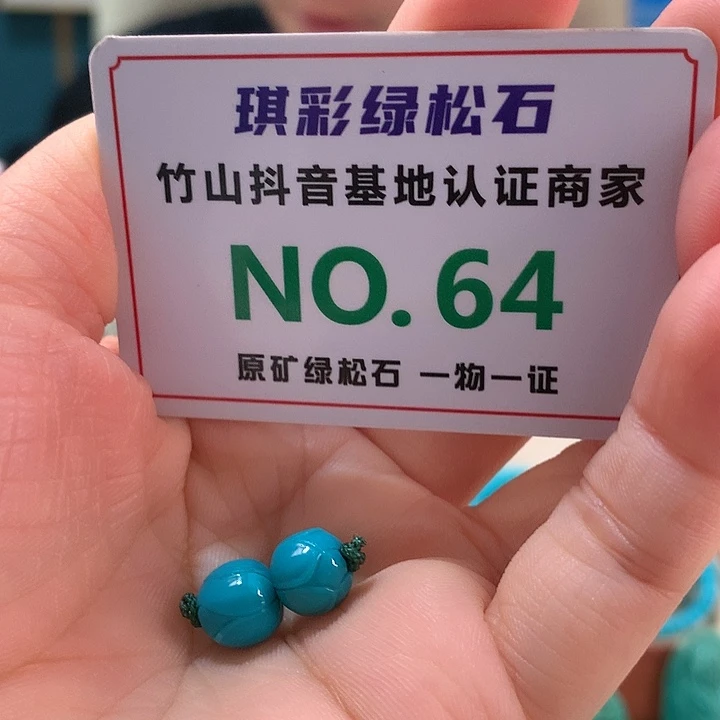 琪彩绿松石
竹山抖音基地认证商家
NO.64
原矿绿松石 一物一证